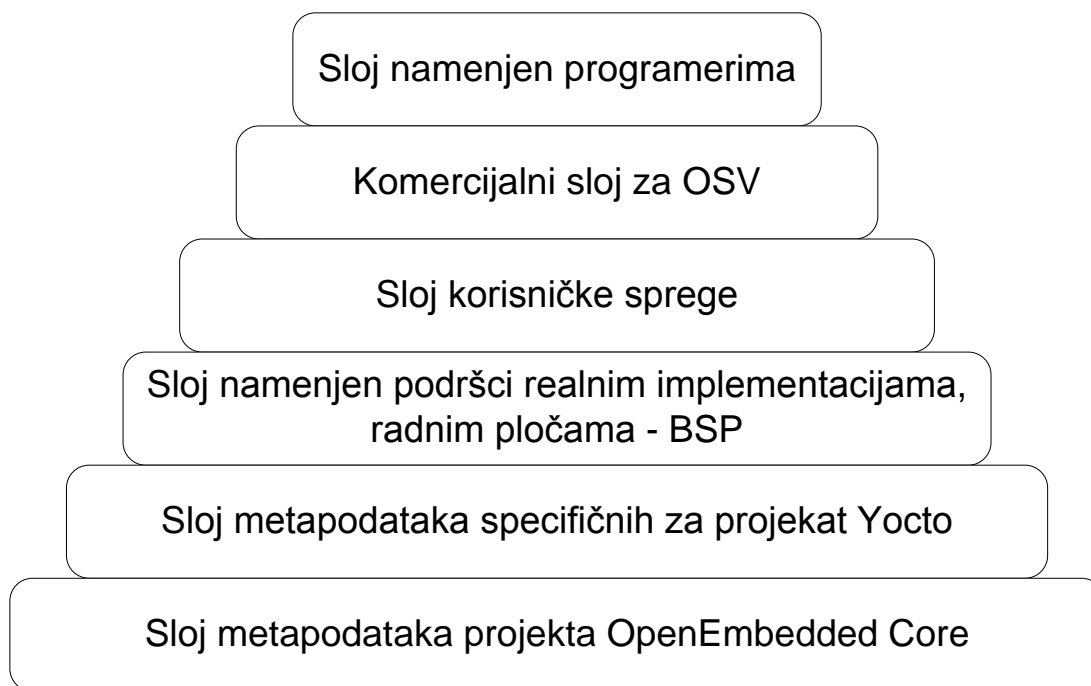 Sloj namenjen programerima
Komercijalni sloj za OSV
Sloj korisničke sprege
Sloj namenjen podršci realnim implementacijama,
radnim pločama - BSP
Sloj metapodataka specifičnih za projekat Yocto
Sloj metapodataka projekta OpenEmbedded Core